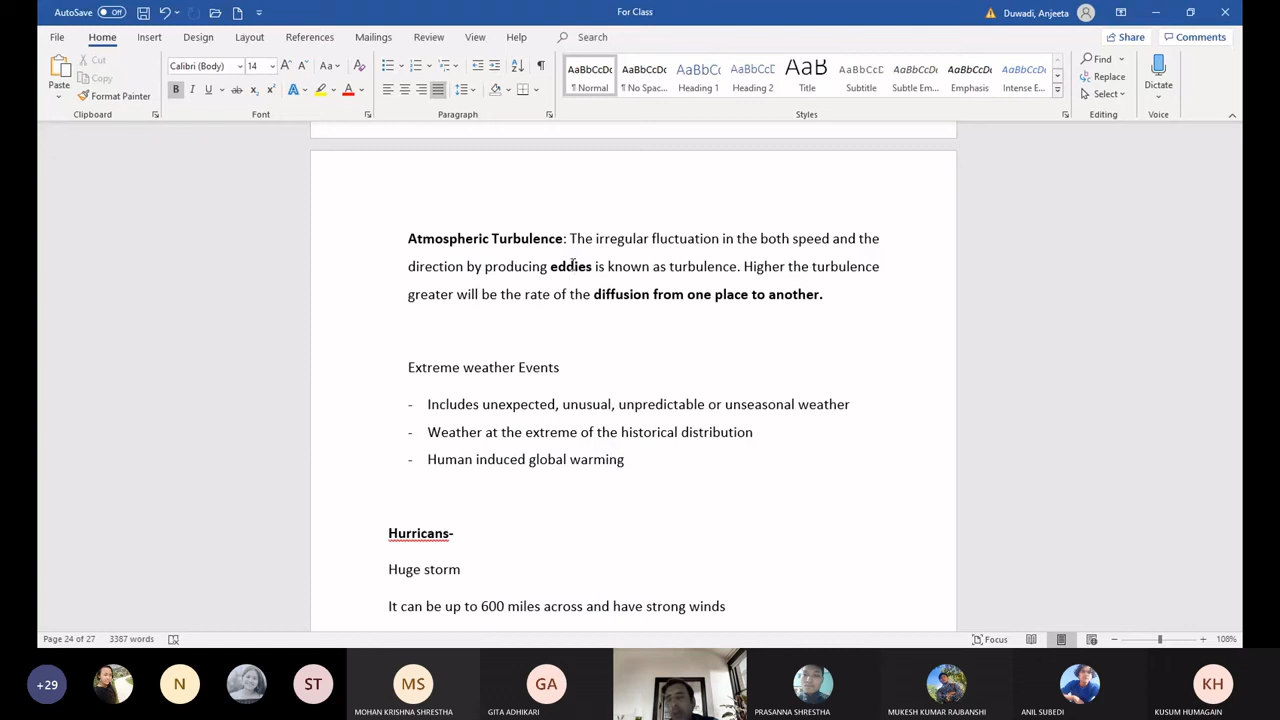 AutoSave Off For Class Duwadi, Anjeeta
File Home Insert Design Layout References Mailings Review View Help Search Share Comments
Paste Cut Copy Format Painter
Calibri (Body) 14 Aa
B I U ab x₂ x² A A
AaBbCcDc AaBbCcDc AaBbCc AaBbCcD AaB AaBbCcD AaBbCcDc AaBbCcDc AaBbCcDc
¶ Normal ¶ No Spac... Heading 1 Heading 2 Title Subtitle Subtle Em... Emphasis Intense E...
Find Replace Select Dictate
Clipboard Font Paragraph Styles Editing Voice
Atmospheric Turbulence: The irregular fluctuation in the both speed and the
direction by producing eddies is known as turbulence. Higher the turbulence
greater will be the rate of the diffusion from one place to another.
Extreme weather Events
- Includes unexpected, unusual, unpredictable or unseasonal weather
- Weather at the extreme of the historical distribution
- Human induced global warming
Hurricans-
Huge storm
It can be up to 600 miles across and have strong winds
Page 24 of 27 3387 words Focus 108%
+29 N ST MS GA KH
MOHAN KRISHNA SHRESTHA GITA ADHIKARI PRASANNA SHRESTHA MUKESH KUMAR RAJBANSHI ANIL SUBEDI KUSUM HUMAGAIN